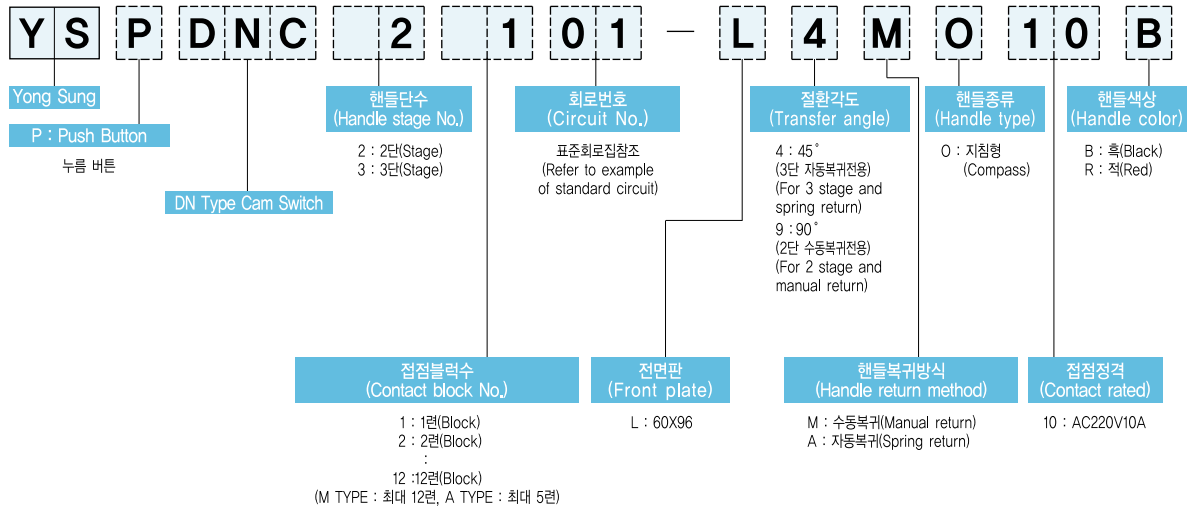 YSPDNC 2 101 - L4MO10B
Yong Sung
P : Push Button
누름 버튼
DN Type Cam Switch
핸들단수
(Handle stage No.)
2 : 2단(Stage)
3 : 3단(Stage)
회로번호
(Circuit No.)
표준회로집참조
(Refer to example
of standard circuit)
절환각도
(Transfer angle)
4 : 45°
(3단 자동복귀전용)
(For 3 stage and
spring return)
9 : 90°
(2단 수동복귀전용)
(For 2 stage and
manual return)
핸들종류
(Handle type)
O : 지침형
(Compass)
핸들색상
(Handle color)
B : 흑(Black)
R : 적(Red)
접점블럭수
(Contact block No.)
1 : 1련(Block)
2 : 2련(Block)
:
12 :12련(Block)
(M TYPE : 최대 12련, A TYPE : 최대 5련)
전면판
(Front plate)
L : 60X96
핸들복귀방식
(Handle return method)
M : 수동복귀(Manual return)
A : 자동복귀(Spring return)
접점정격
(Contact rated)
10 : AC220V10A